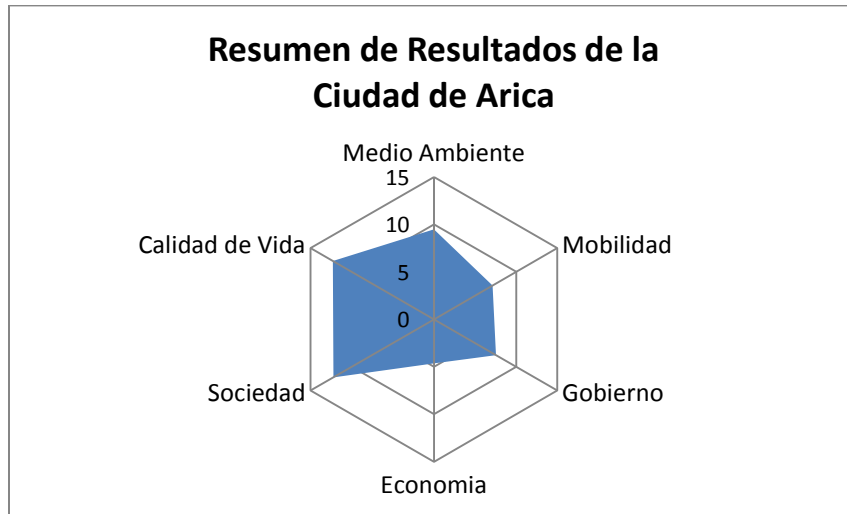 Resumen de Resultados de la
Ciudad de Arica
Medio Ambiente
15
10
Calidad de Vida
Mobilidad
5
0
Sociedad
Gobierno
Economia